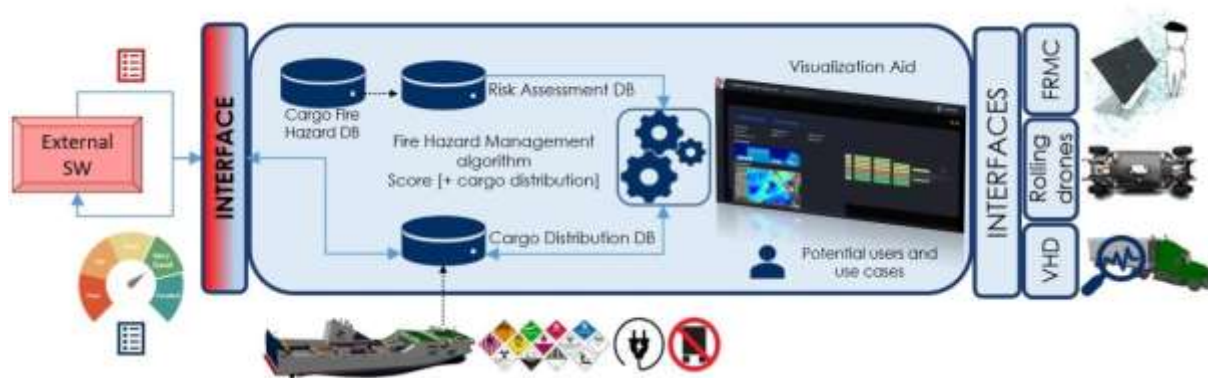 External
SW
INTERFACE
Cargo Fire
Hazard DB
Risk Assessment DB
Fire Hazard Management
algorithm
Score [+ cargo distribution]
Cargo Distribution DB
Visualization Aid
Potential users and
use cases
INTERFACES
FRMC
Rolling
drones
VHD